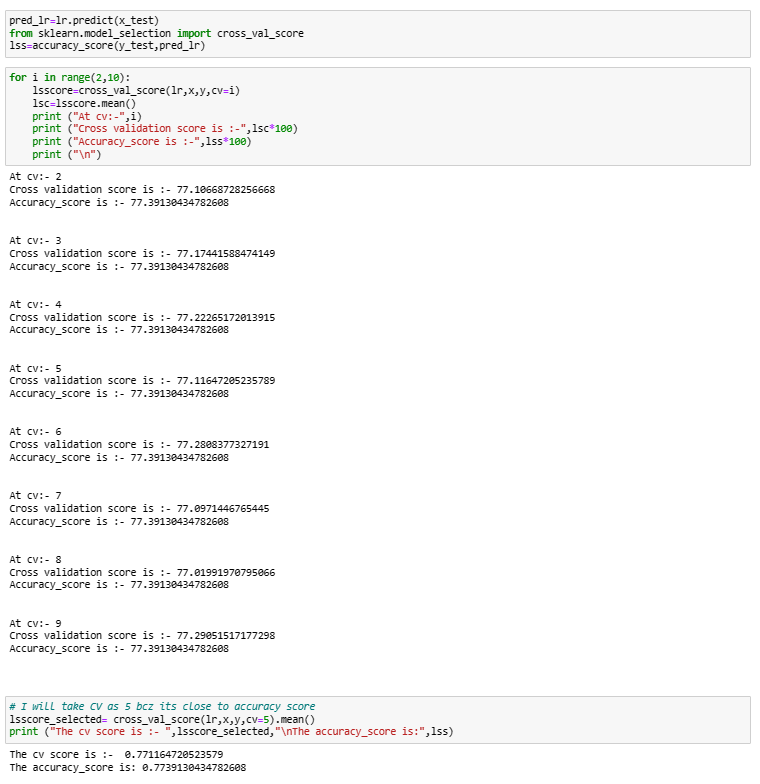 pred_lr=lr.predict(x_test)
from sklearn.model_selection import cross_val_score
lss=accuracy_score(y_test,pred_lr)
for i in range(2,10):
    lsscore=cross_val_score(lr,x,y,cv=i)
    lsc=lsscore.mean()
    print ("At cv:-",i)
    print ("Cross validation score is :-",lsc*100)
    print ("Accuracy_score is :-",lss*100)
    print ("\n")
At cv:- 2
Cross validation score is :- 77.10668728256668
Accuracy_score is :- 77.39130434782608
At cv:- 3
Cross validation score is :- 77.17441588474149
Accuracy_score is :- 77.39130434782608
At cv:- 4
Cross validation score is :- 77.22265172013915
Accuracy_score is :- 77.39130434782608
At cv:- 5
Cross validation score is :- 77.11647205235789
Accuracy_score is :- 77.39130434782608
At cv:- 6
Cross validation score is :- 77.2808377327191
Accuracy_score is :- 77.39130434782608
At cv:- 7
Cross validation score is :- 77.0971446765445
Accuracy_score is :- 77.39130434782608
At cv:- 8
Cross validation score is :- 77.01991970795066
Accuracy_score is :- 77.39130434782608
At cv:- 9
Cross validation score is :- 77.29051517177298
Accuracy_score is :- 77.39130434782608
# I will take CV as 5 bcz its close to accuracy score
lsscore_selected= cross_val_score(lr,x,y,cv=5).mean()
print ("The cv score is :- ",lsscore_selected,"\nThe accuracy_score is:",lss)
The cv score is :-  0.771164720523579
The accuracy_score is: 0.7739130434782608